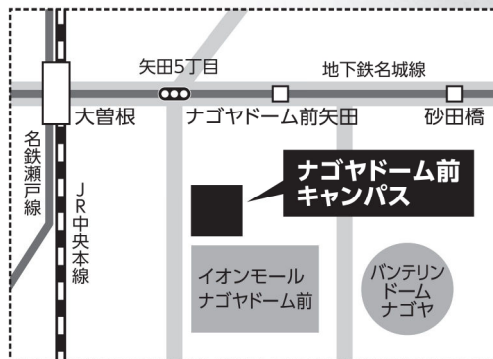 矢田5丁目
地下鉄名城線
大曽根
ナゴヤドーム前矢田
砂田橋
名鉄瀬戸線
JR中央本線
ナゴヤドーム前
キャンパス
イオンモール
ナゴヤドーム前
バンテリン
ドーム
ナゴヤ